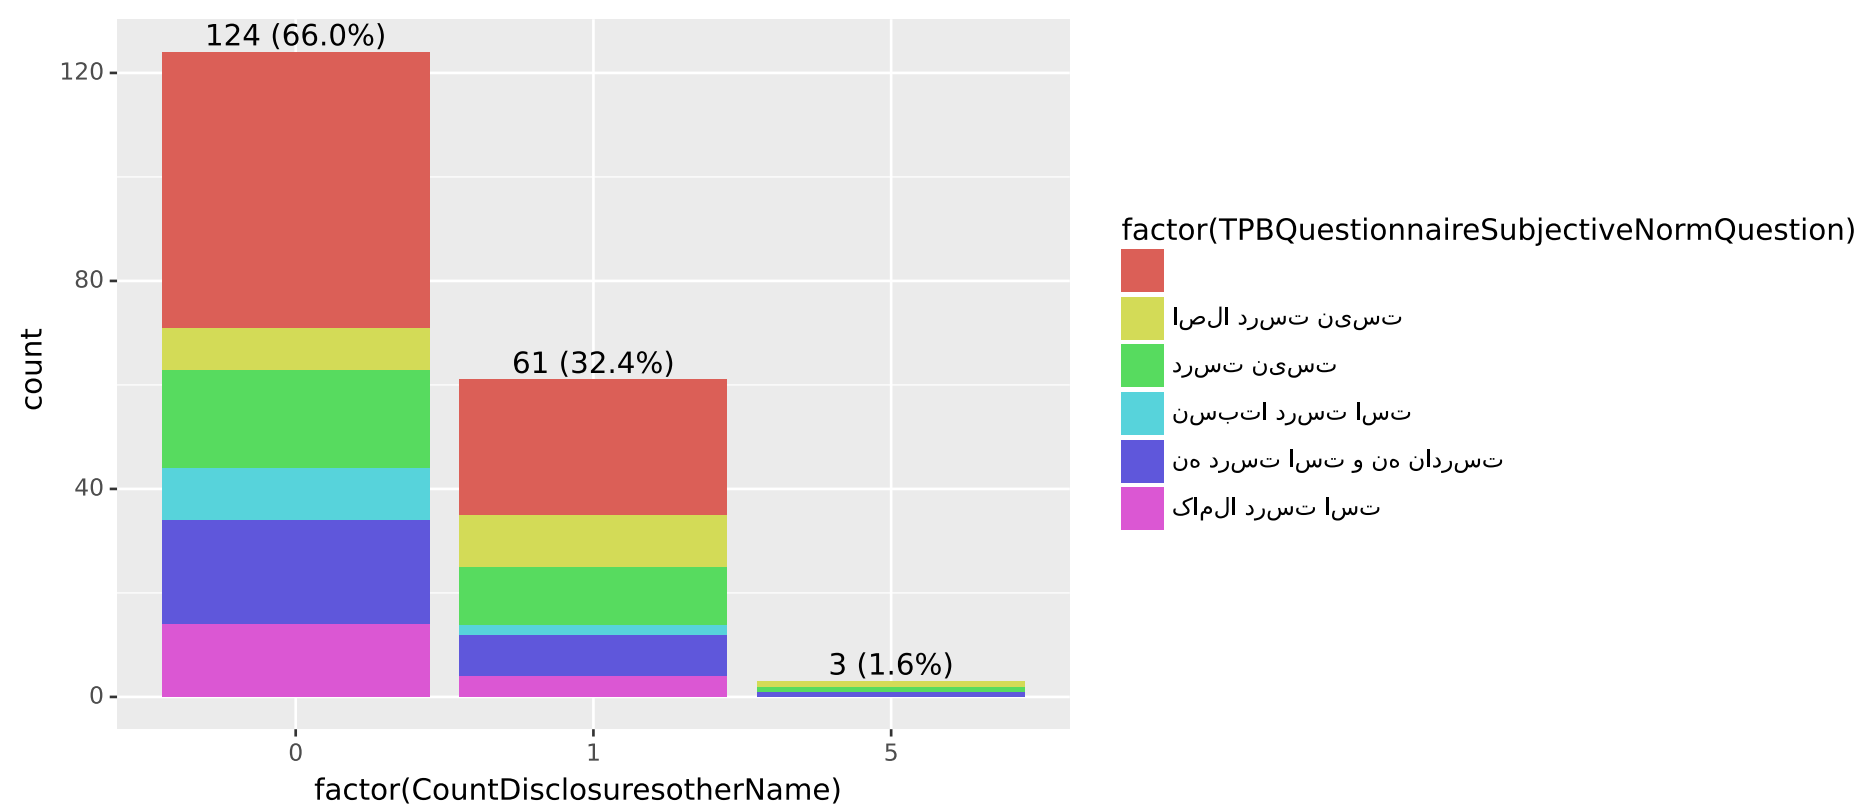 124 (66.0%)
61 (32.4%)
3 (1.6%)
120
80
40
0
count
0
1
5
factor(CountDisclosuresotherName)
factor(TPBQuestionnaireSubjectiveNormQuestion)
اصلا درست نیست
درست نیست
نسبتا درست است
نه درست است و نه نادرست
کاملا درست است